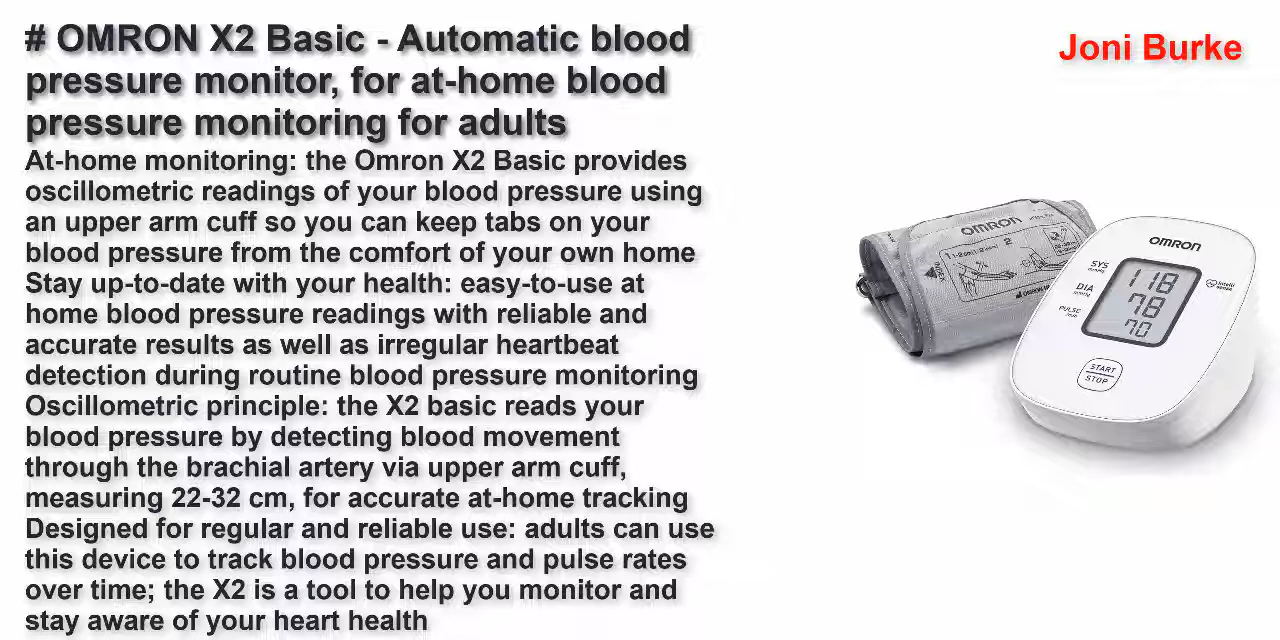 # OMRON X2 Basic - Automatic blood
pressure monitor, for at-home blood
pressure monitoring for adults
At-home monitoring: the Omron X2 Basic provides
oscillometric readings of your blood pressure using
an upper arm cuff so you can keep tabs on your
blood pressure from the comfort of your own home
Stay up-to-date with your health: easy-to-use at
home blood pressure readings with reliable and
accurate results as well as irregular heartbeat
detection during routine blood pressure monitoring
Oscillometric principle: the X2 basic reads your
blood pressure by detecting blood movement
through the brachial artery via upper arm cuff,
measuring 22-32 cm, for accurate at-home tracking
Designed for regular and reliable use: adults can use
this device to track blood pressure and pulse rates
over time; the X2 is a tool to help you monitor and
stay aware of your heart health
Joni Burke
OMRON
2
OMRON
SYS
mmHg
118
DIA
mmHg
78
PULSE
/min
70
intelli
sense
START
STOP